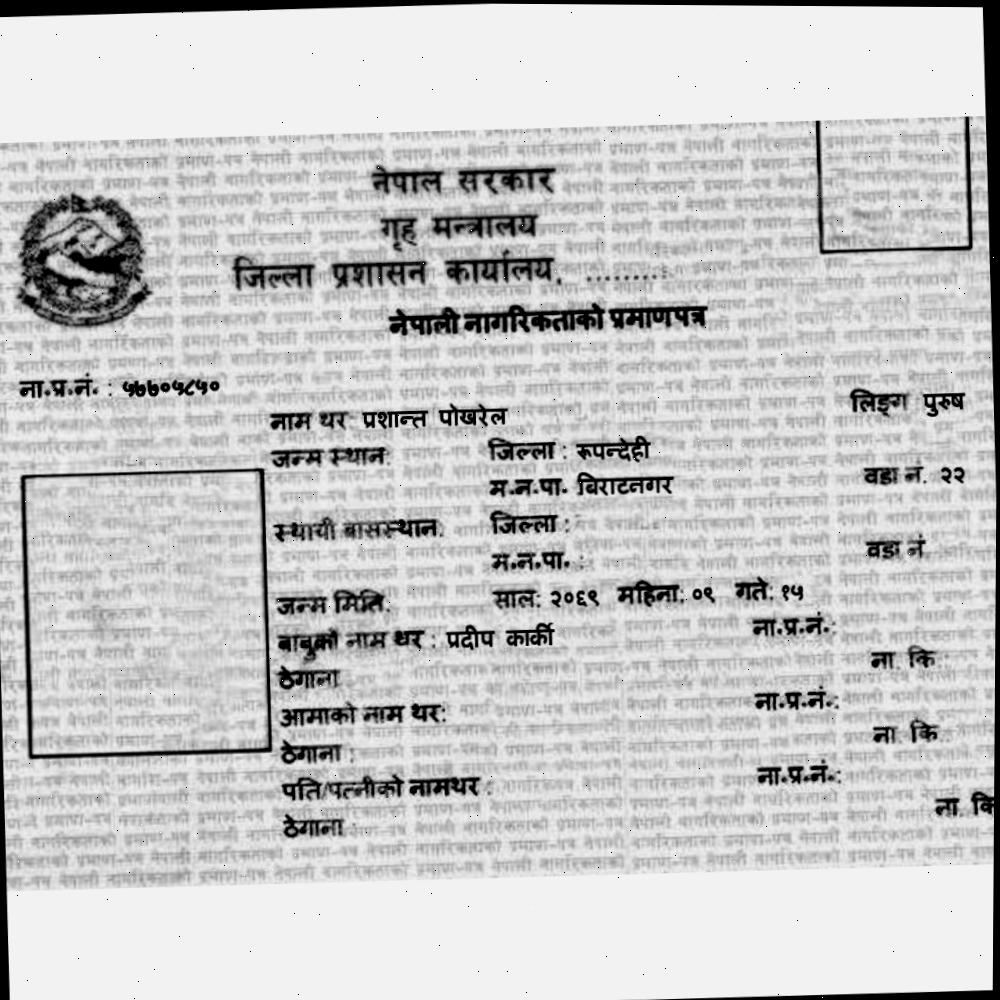 नेपाल सरकार
गृह मन्त्रालय
जिल्ला प्रशासन कार्यालय, .........
नेपाली नागरिकताको प्रमाणपत्र
ना.प्र.नं. : ५७७०५८५०
नाम थर प्रशान्त पोखरेल लिङ्ग पुरुष
जन्म स्थान: जिल्ला : रूपन्देही
म.न.पा. बिराटनगर वडा नं. २२
स्थायी बासस्थान: जिल्ला :
म.न.पा. : वडा नं.
जन्म मिति: साल: २०६९ महिना: ०९ गते: १५
बाबुको नाम थर : प्रदीप कार्की ना.प्र.नं.:
ठेगाना ना. कि.
आमाको नाम थर: ना.प्र.नं.:
ठेगाना : ना. कि.
पति/पत्नीको नामथर : ना.प्र.नं.:
ठेगाना ना. कि